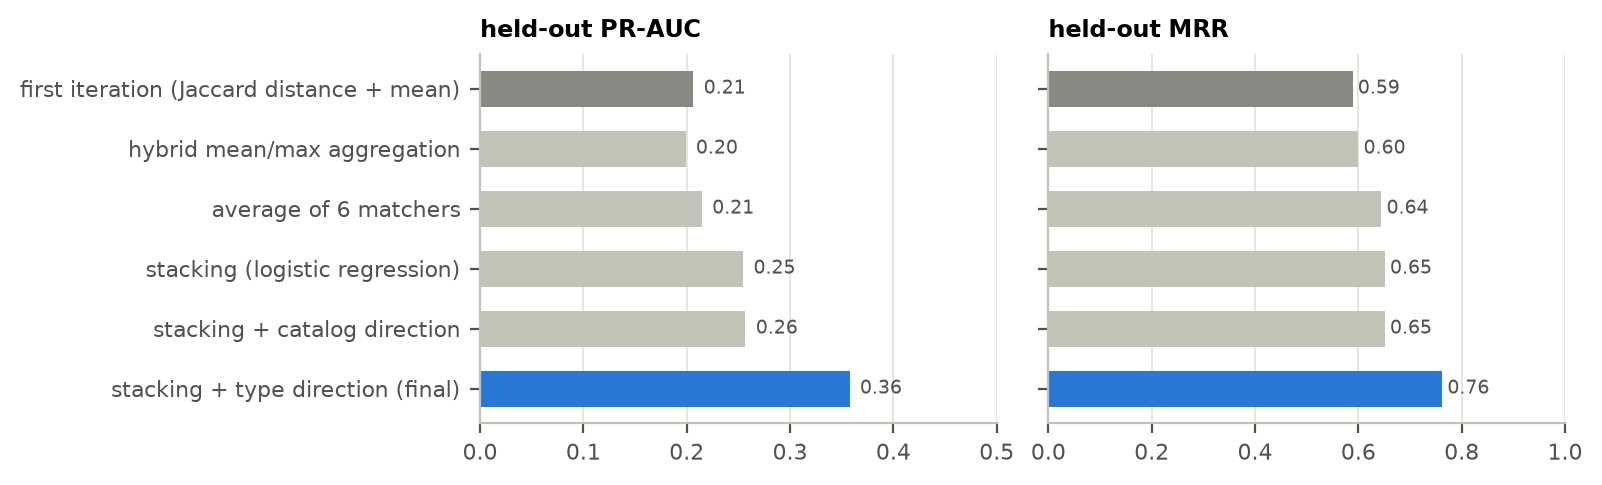 held-out PR-AUC
first iteration (Jaccard distance + mean)
0.21
hybrid mean/max aggregation
0.20
average of 6 matchers
0.21
stacking (logistic regression)
0.25
stacking + catalog direction
0.26
stacking + type direction (final)
0.36
0.0 0.1 0.2 0.3 0.4 0.5
held-out MRR
0.59
0.60
0.64
0.65
0.65
0.76
0.0 0.2 0.4 0.6 0.8 1.0